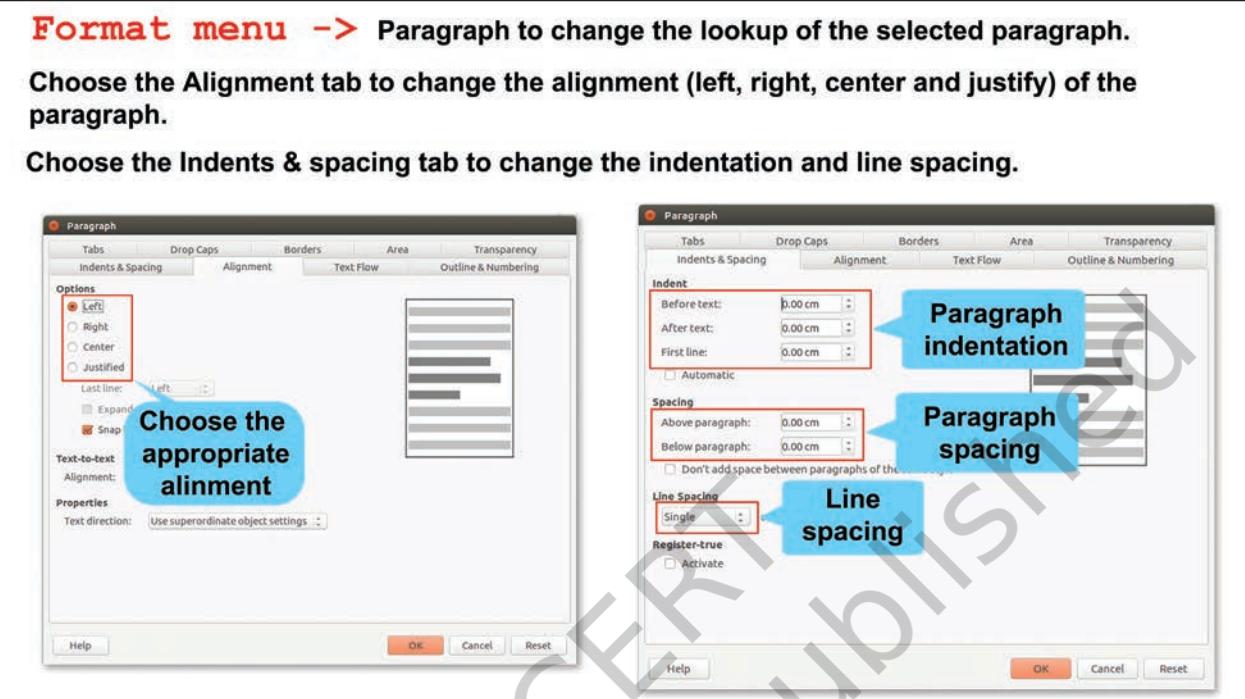 Format menu -> Paragraph to change the lookup of the selected paragraph.
Choose the Alignment tab to change the alignment (left, right, center and justify) of the
paragraph.
Choose the Indents & spacing tab to change the indentation and line spacing.
Paragraph
Tabs Drop Caps Borders Area Transparency
Indents & Spacing Alignment Text Flow Outline & Numbering
Options
Left
Right
Center
Justified
Last line: Left
Expand
Snap
Choose the
appropriate
alinment
Text-to-text
Alignment:
Properties
Text direction: Use superordinate object settings
Help OK Cancel Reset
Paragraph
Tabs Drop Caps Borders Area Transparency
Indents & Spacing Alignment Text Flow Outline & Numbering
Indent
Before text: 0.00 cm
After text: 0.00 cm
First line: 0.00 cm
Automatic
Paragraph
indentation
Spacing
Above paragraph: 0.00 cm
Below paragraph: 0.00 cm
Don't add space between paragraphs of the
Paragraph
spacing
Line Spacing
Single
Line
spacing
Register-true
Activate
Help OK Cancel Reset
CERT
ublished